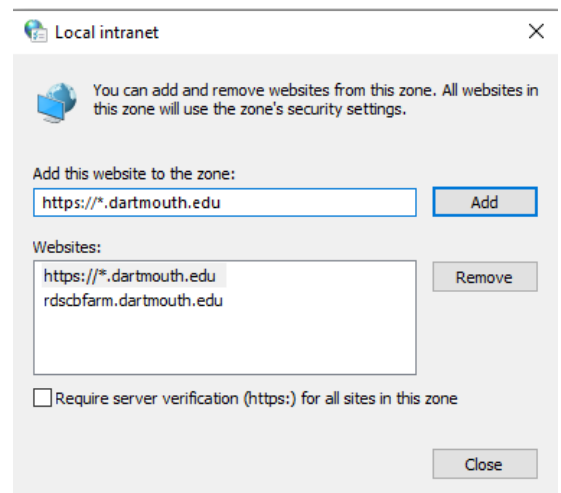 Local intranet
You can add and remove websites from this zone. All websites in
this zone will use the zone's security settings.
Add this website to the zone:
https://*.dartmouth.edu
Add
Websites:
https://*.dartmouth.edu
rdscbfarm.dartmouth.edu
Remove
Require server verification (https:) for all sites in this zone
Close